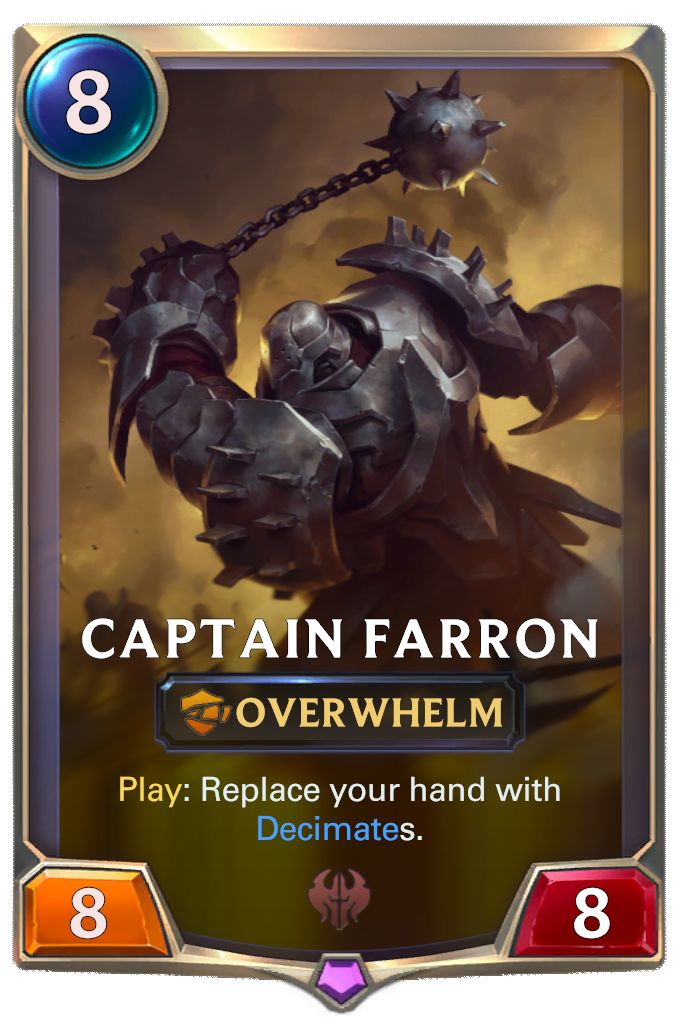 8
CAPTAIN FARRON
OVERWHELM
Play: Replace your hand with
Decimates.
8
8